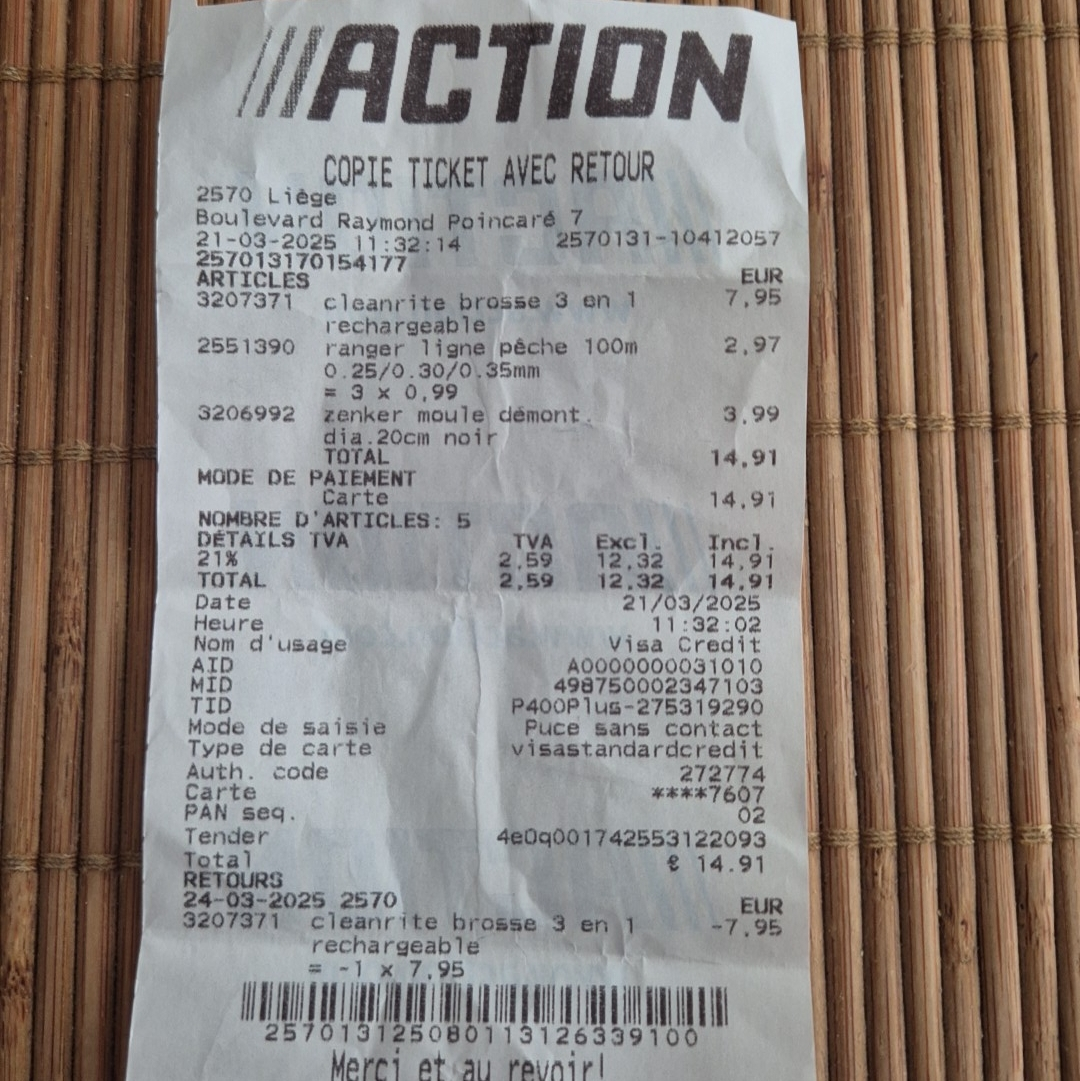 ///ACTION
COPIE TICKET AVEC RETOUR
2570 Liège
Boulevard Raymond Poincaré 7
21-03-2025 11:32:14 2570131-10412057
257013170154177
ARTICLES EUR
3207371 cleanrite brosse 3 en 1 7,95
rechargeable
2551390 ranger ligne pêche 100m 2,97
0.25/0.30/0.35mm
= 3 x 0,99
3206992 zenker moule démont. 3,99
dia.20cm noir
TOTAL 14,91
MODE DE PAIEMENT
Carte 14,91
NOMBRE D'ARTICLES: 5
DÉTAILS TVA TVA Excl. Incl.
21% 2,59 12,32 14,91
TOTAL 2,59 12,32 14,91
Date 21/03/2025
Heure 11:32:02
Nom d'usage Visa Credit
AID A0000000031010
MID 498750002347103
TID P400Plus-275319290
Mode de saisie Puce sans contact
Type de carte visastandardcredit
Auth. code 272774
Carte ****7607
PAN seq. 02
Tender 4e0q001742553122093
Total € 14.91
RETOURS
24-03-2025 2570 EUR
3207371 cleanrite brosse 3 en 1 -7,95
rechargeable
= -1 x 7,95
257013125080113126339100
Merci et au revoir!